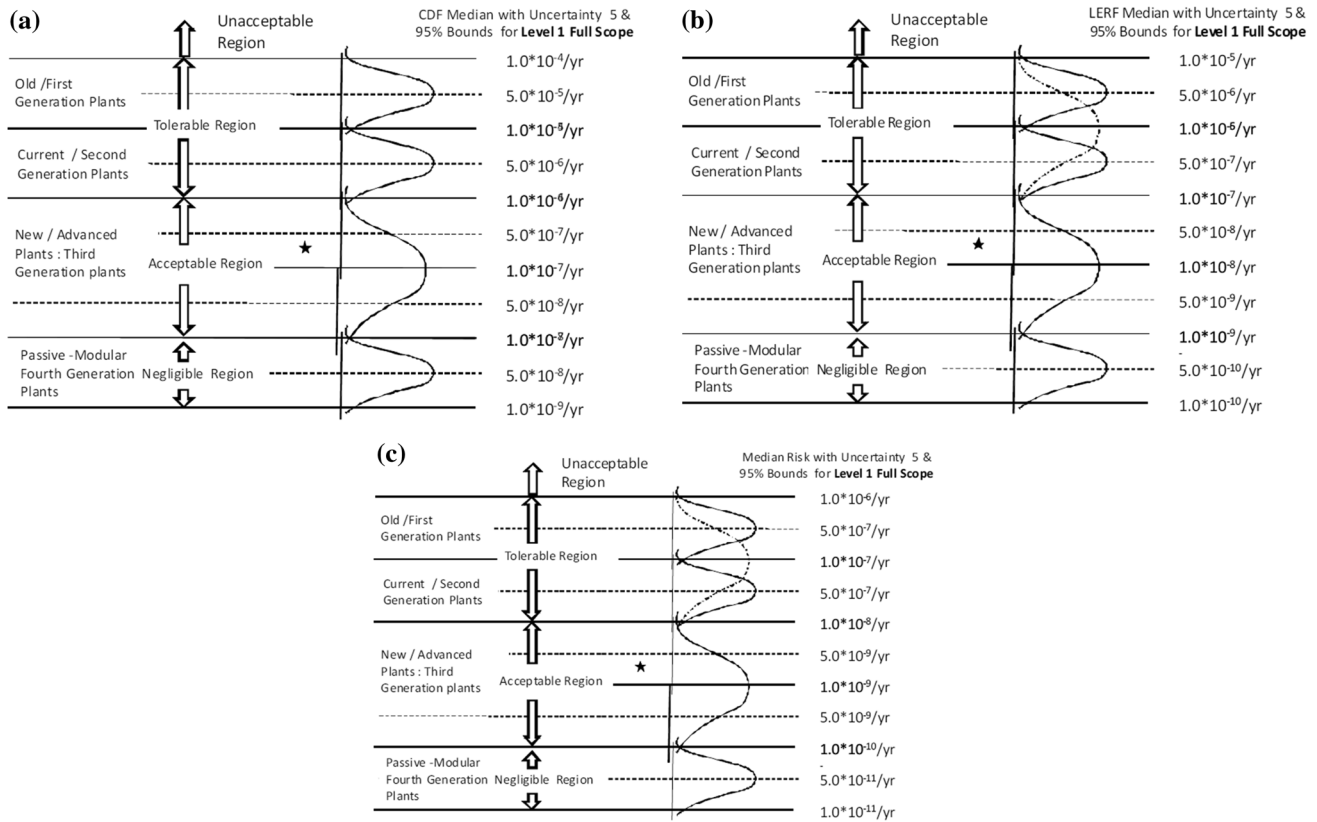 (a)
Unacceptable
Region
CDF Median with Uncertainty 5 &
95% Bounds for Level 1 Full Scope
1.0*10-4/yr
Old /First
Generation Plants
5.0*10-5/yr
Tolerable Region
Current / Second
Generation Plants
5.0*10-6/yr
New / Advanced
Plants : Third
Generation plants
5.0*10-7/yr
Acceptable Region
1.0*10-7/yr
5.0*10-8/yr
Passive -Modular
Fourth Generation Negligible Region
Plants
5.0*10-8/yr
1.0*10-9/yr
(b)
Unacceptable
Region
LERF Median with Uncertainty 5 &
95% Bounds for Level 1 Full Scope
1.0*10-5/yr
Old /First
Generation Plants
5.0*10-6/yr
Tolerable Region
1.0*10-6/yr
Current / Second
Generation Plants
5.0*10-7/yr
1.0*10-7/yr
New / Advanced
Plants : Third
Generation plants
5.0*10-8/yr
Acceptable Region
1.0*10-8/yr
5.0*10-9/yr
1.0*10-9/yr
Passive -Modular
Fourth Generation Negligible Region
Plants
5.0*10-10/yr
1.0*10-10/yr
(c)
Unacceptable
Region
Median Risk with Uncertainty 5 &
95% Bounds for Level 1 Full Scope
1.0*10-6/yr
Old /First
Generation Plants
5.0*10-7/yr
Tolerable Region
1.0*10-7/yr
Current / Second
Generation Plants
5.0*10-7/yr
1.0*10-8/yr
New / Advanced
Plants : Third
Generation plants
5.0*10-9/yr
Acceptable Region
1.0*10-9/yr
5.0*10-9/yr
1.0*10-10/yr
Passive -Modular
Fourth Generation Negligible Region
Plants
5.0*10-11/yr
1.0*10-11/yr